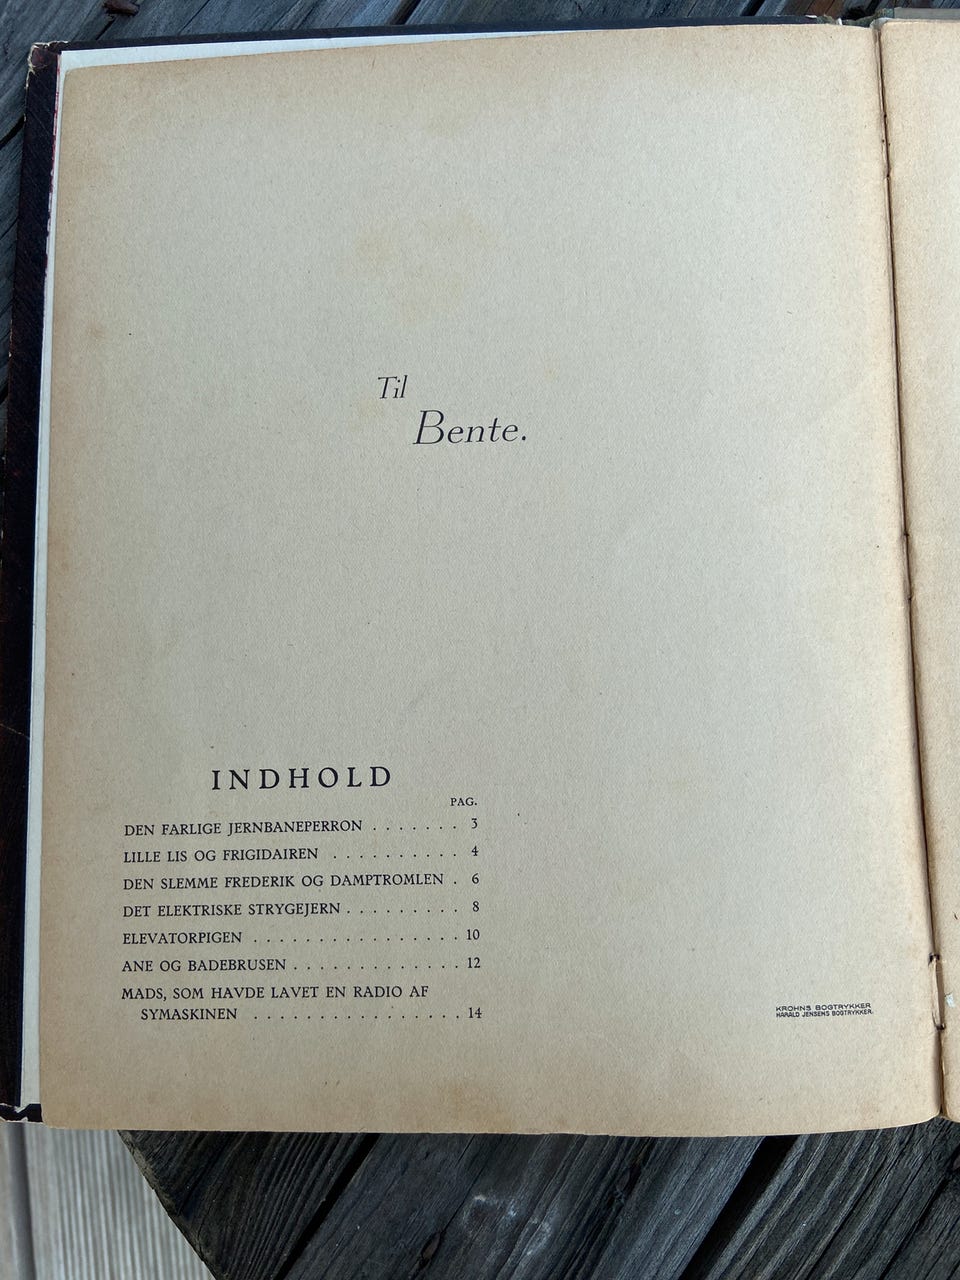 Til
Bente.
INDHOLD
PAG.
DEN FARLIGE JERNBANEPERRON . . . . . . . 3
LILLE LIS OG FRIGIDAIREN . . . . . . . . . . 4
DEN SLEMME FREDERIK OG DAMPTROMLEN . 6
DET ELEKTRISKE STRYGEJERN . . . . . . . . . 8
ELEVATORPIGEN . . . . . . . . . . . . . . . . 10
ANE OG BADEBRUSEN . . . . . . . . . . . . . 12
MADS, SOM HAVDE LAVET EN RADIO AF
SYMASKINEN . . . . . . . . . . . . . . . . 14
KROHNS BOGTRYKKER
HARALD JENSENS BOGTRYKKER.